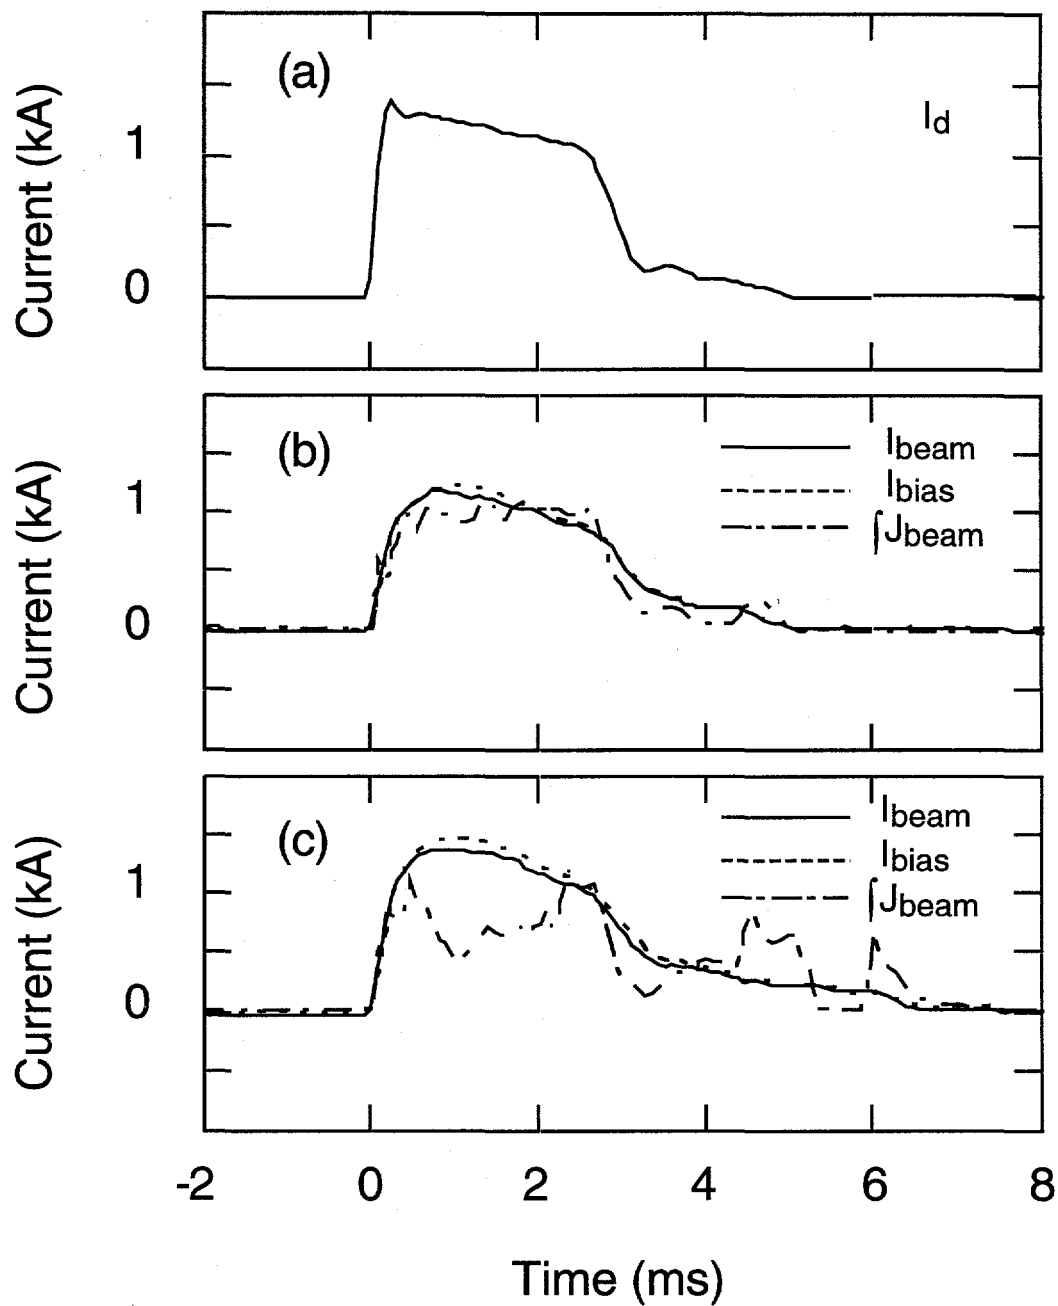 (a)
I_d
Current (kA)
1
0
(b)
I_beam
I_bias
∫J_beam
Current (kA)
1
0
(c)
I_beam
I_bias
∫J_beam
Current (kA)
1
0
-2 0 2 4 6 8
Time (ms)